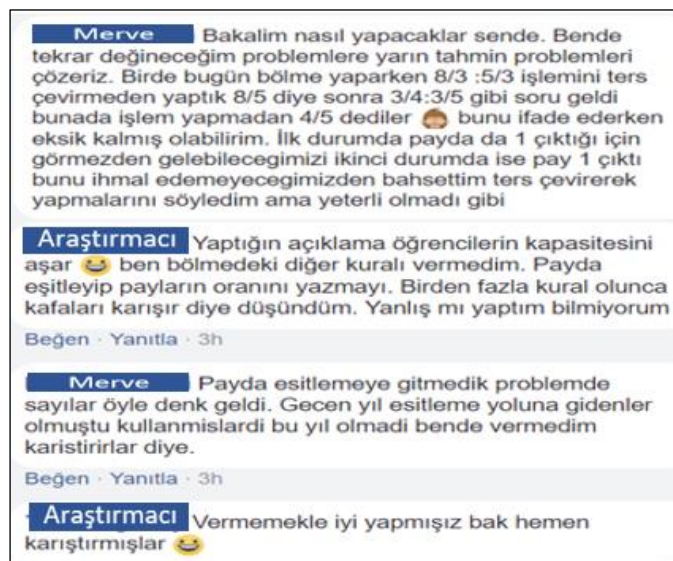 Merve Bakalim nasıl yapacaklar sende. Bende
tekrar değineceğim problemlere yarın tahmin problemleri
çözeriz. Birde bugün bölme yaparken 8/3 :5/3 işlemini ters
çevirmeden yaptık 8/5 diye sonra 3/4:3/5 gibi soru geldi
bunada işlem yapmadan 4/5 dediler bunu ifade ederken
eksik kalmış olabilirim. İlk durumda payda da 1 çıktığı için
görmezden gelebilecegimizi ikinci durumda ise pay 1 çıktı
bunu ihmal edemeyecegimizden bahsettim ters çevirerek
yapmalarını söyledim ama yeterli olmadı gibi
Araştırmacı Yaptığın açıklama öğrencilerin kapasitesini
aşar ben bölmedeki diğer kuralı vermedim. Payda
eşitleyip payların oranını yazmayı. Birden fazla kural olunca
kafaları karışır diye düşündüm. Yanlış mı yaptım bilmiyorum
Beğen · Yanıtla · 3h
Merve Payda esitlemeye gitmedik problemde
sayılar öyle denk geldi. Gecen yıl esitleme yoluna gidenler
olmuştu kullanmislardi bu yıl olmadi bende vermedim
karistirirlar diye.
Beğen · Yanıtla · 3h
Araştırmacı Vermemekle iyi yapmışız bak hemen
karıştırmışlar